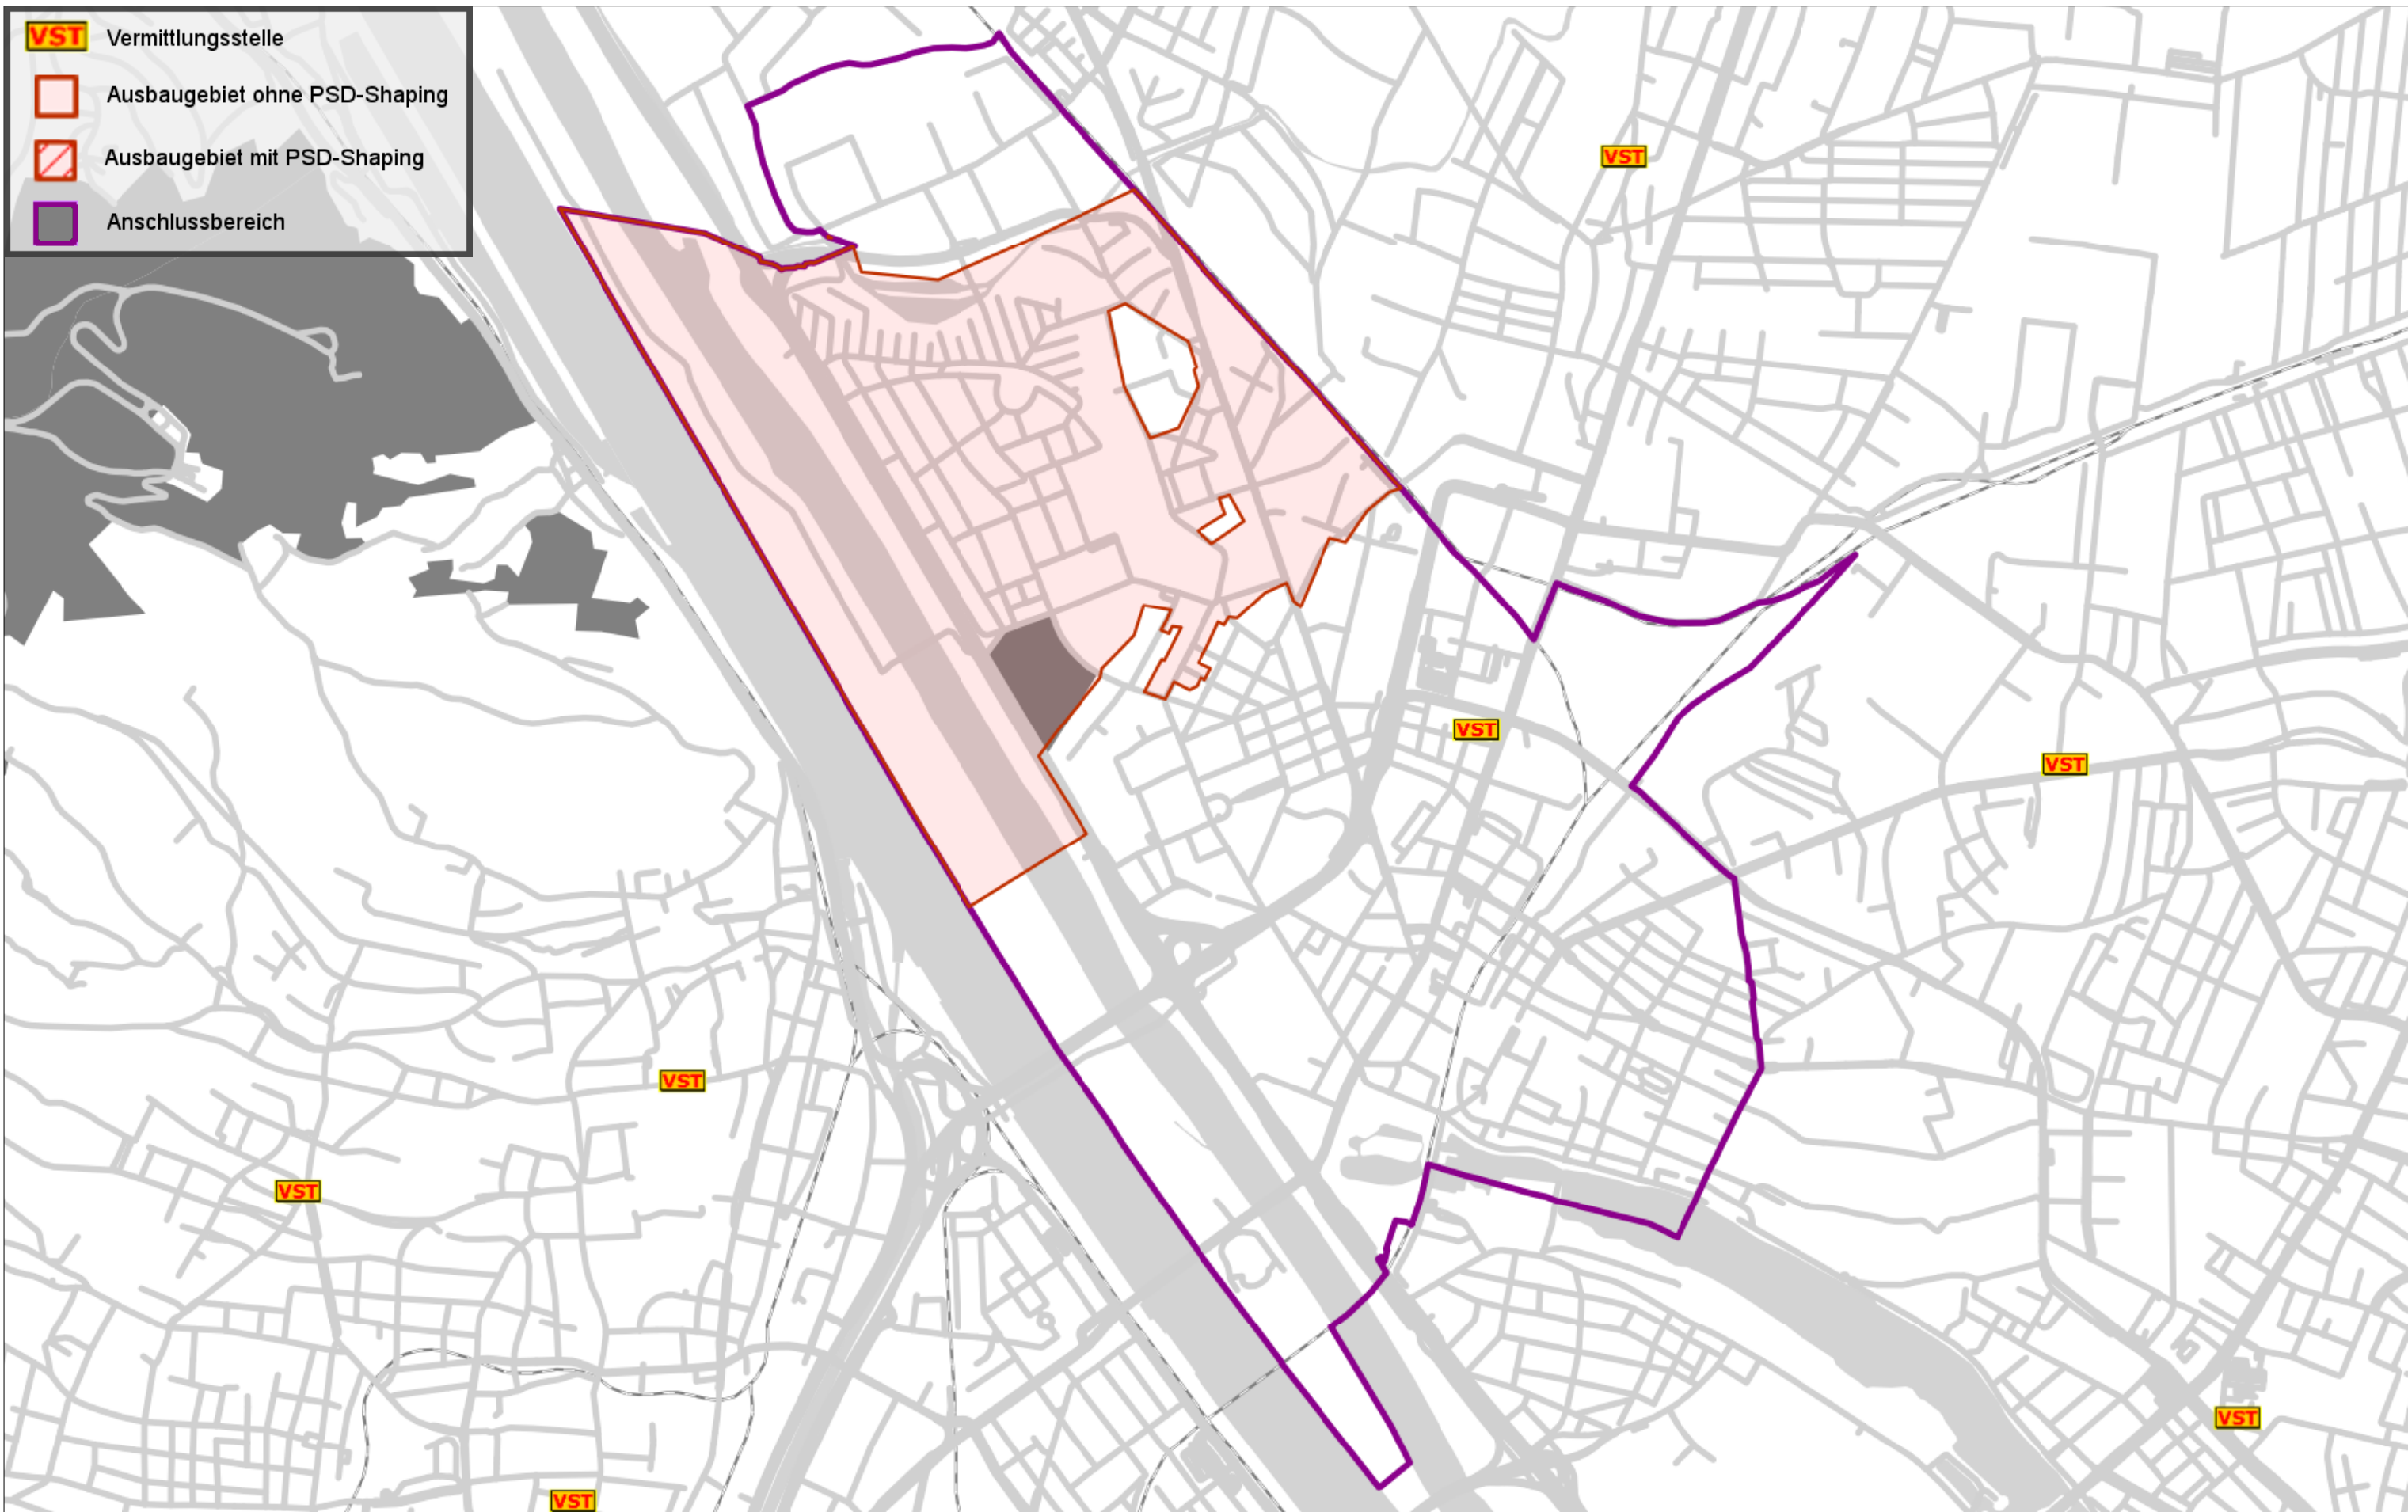 VST Vermittlungsstelle
Ausbaugebiet ohne PSD-Shaping
Ausbaugebiet mit PSD-Shaping
Anschlussbereich
VST
VST
VST
VST
VST
VST
VST